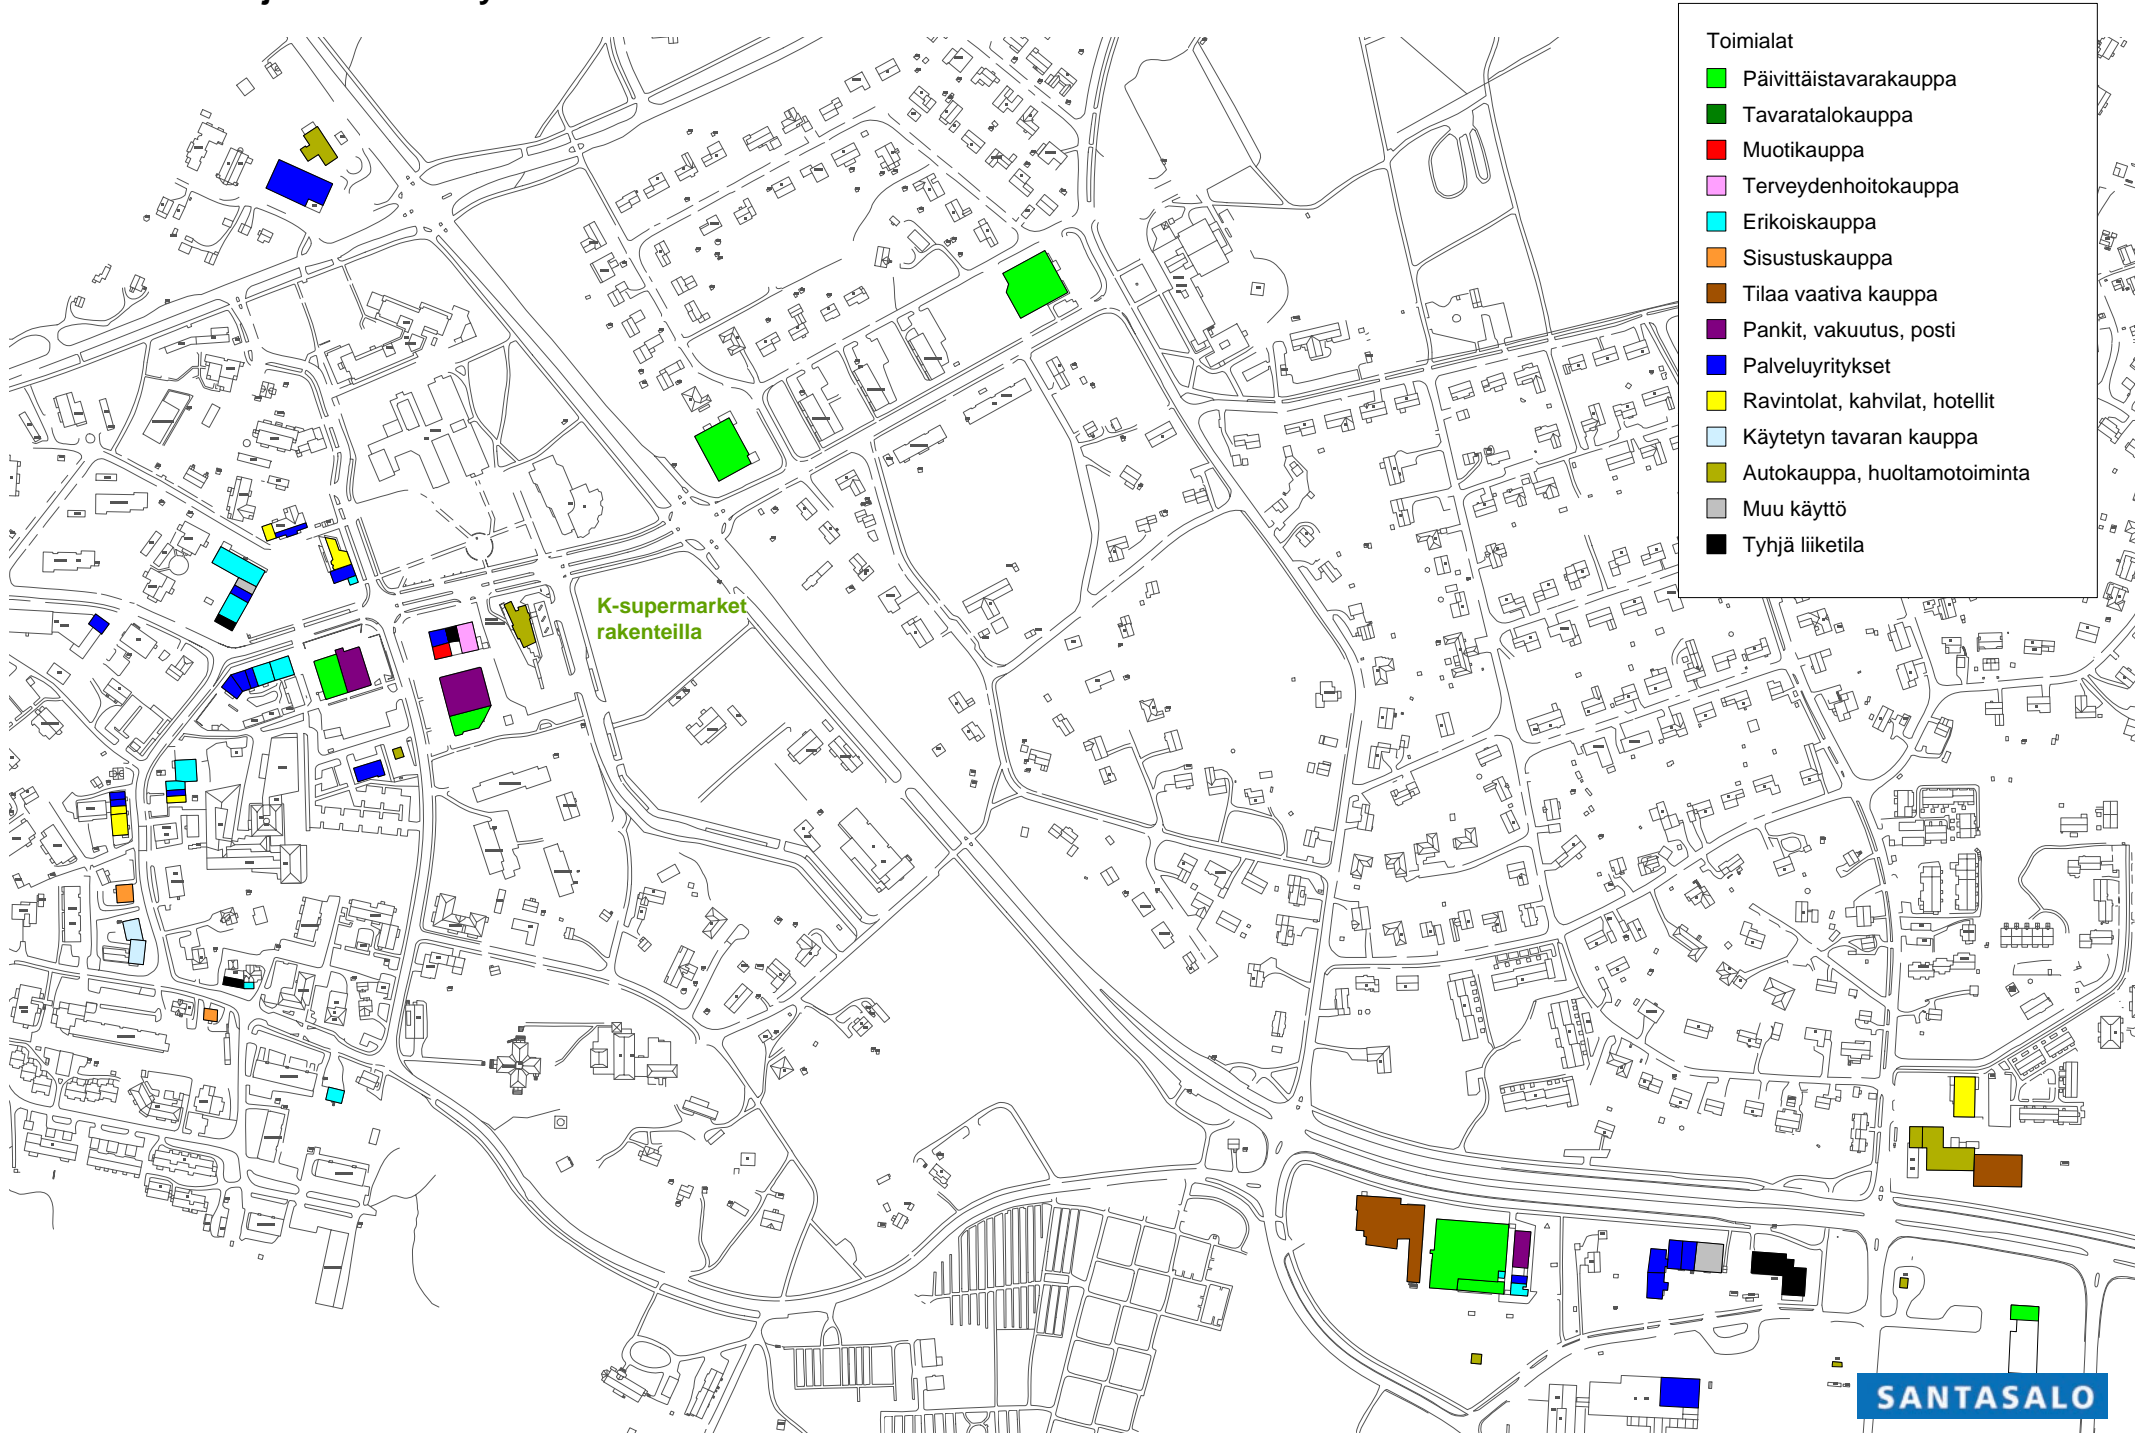 Toimialat
Päivittäistavarakauppa
Tavaratalokauppa
Muotikauppa
Terveydenhoitokauppa
Erikoiskauppa
Sisustuskauppa
Tilaa vaativa kauppa
Pankit, vakuutus, posti
Palveluyritykset
Ravintolat, kahvilat, hotellit
Käytetyn tavaran kauppa
Autokauppa, huoltamotoiminta
Muu käyttö
Tyhjä liiketila
K-supermarket
rakenteilla
SANTASALO